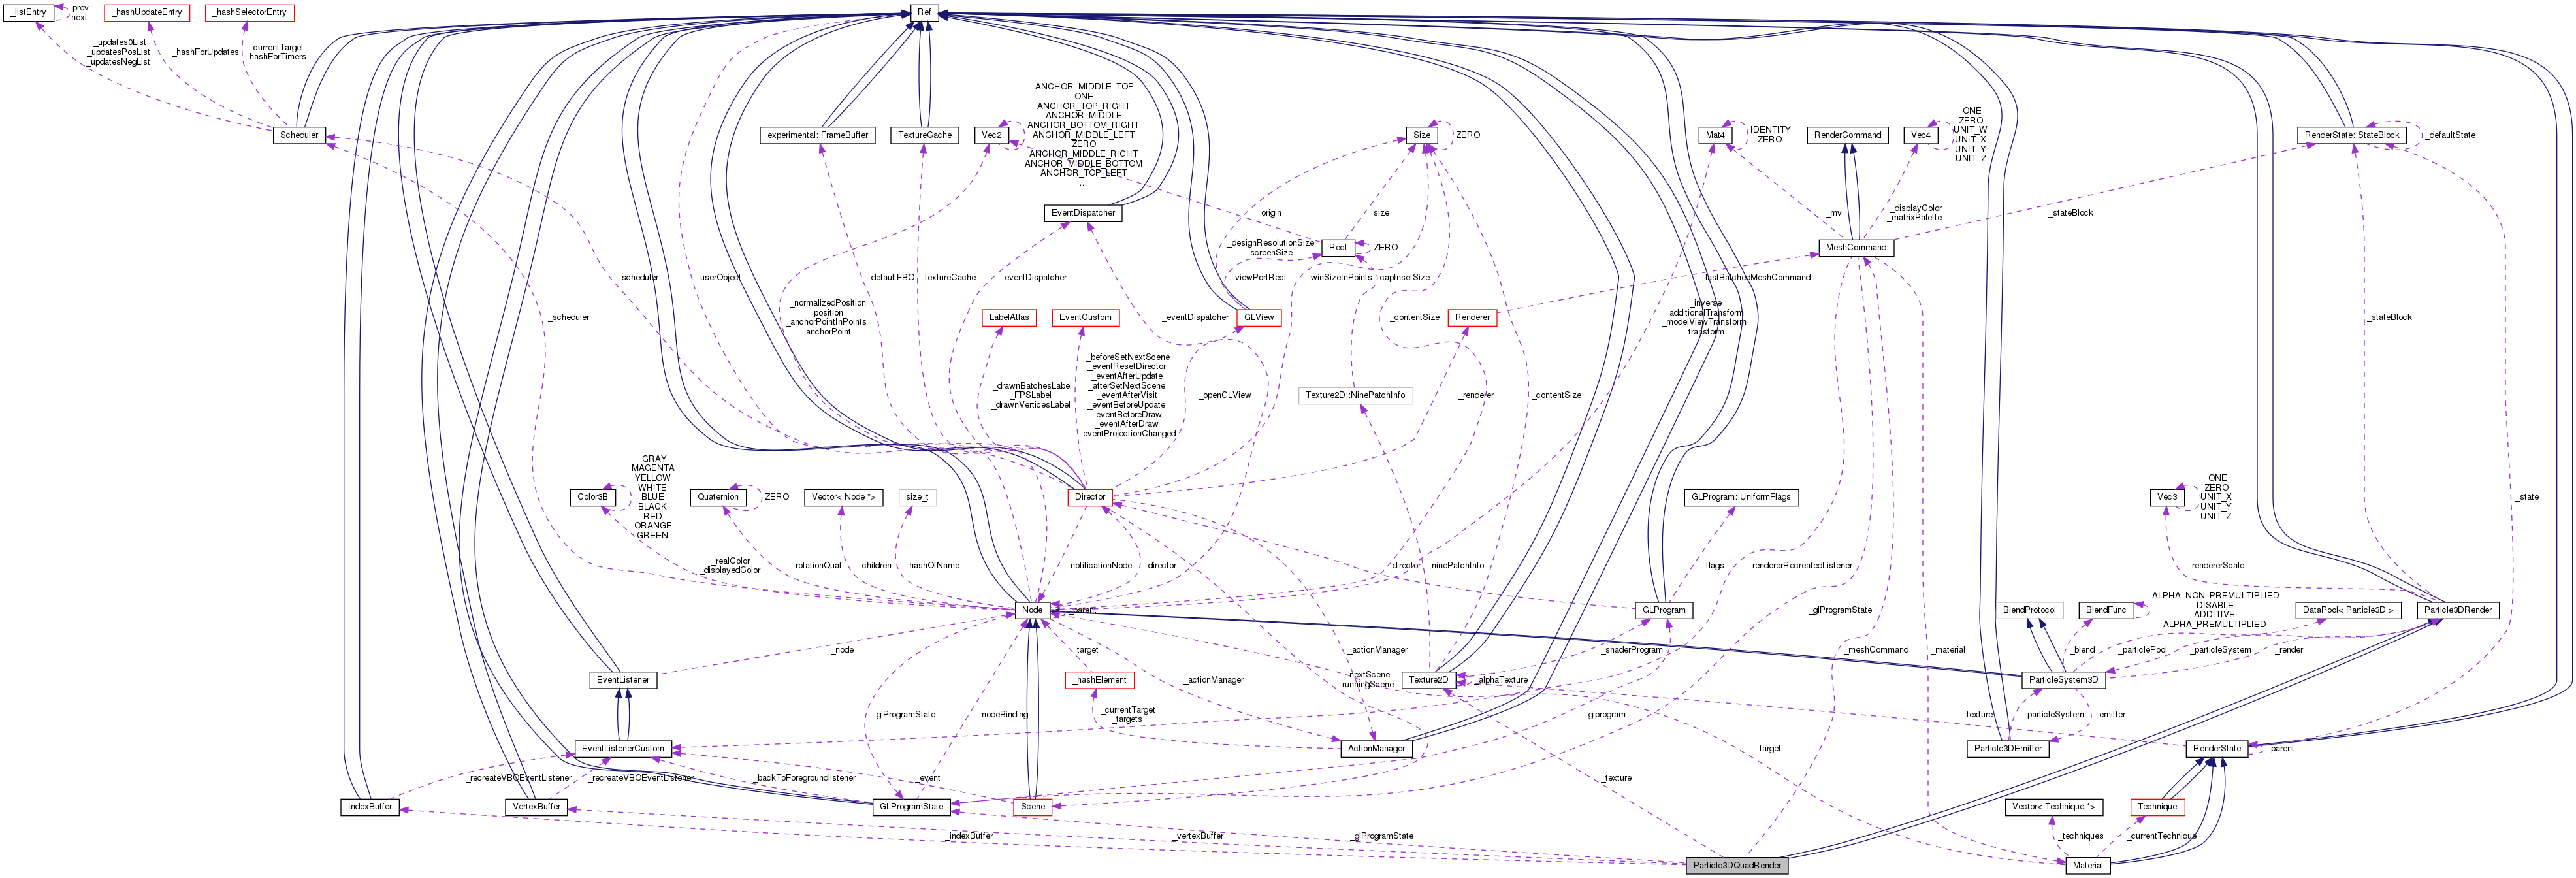 _listEntry
prev
next
_hashUpdateEntry
_hashSelectorEntry
Ref
_updates0List
_updatesPosList
_updatesNegList
_hashForUpdates
_currentTarget
_hashForTimers
Scheduler
experimental::FrameBuffer
TextureCache
Vec2
ANCHOR_MIDDLE_TOP
ONE
ANCHOR_TOP_RIGHT
ANCHOR_MIDDLE
ANCHOR_BOTTOM_RIGHT
ANCHOR_MIDDLE_LEFT
ZERO
ANCHOR_MIDDLE_RIGHT
ANCHOR_MIDDLE_BOTTOM
ANCHOR_TOP_LEFT
...
Size
ZERO
Mat4
IDENTITY
ZERO
RenderCommand
Vec4
ONE
ZERO
UNIT_W
UNIT_X
UNIT_Y
UNIT_Z
RenderState::StateBlock
_defaultState
EventDispatcher
origin
size
_mv
_displayColor
_matrixPalette
_stateBlock
_designResolutionSize
_screenSize
Rect
ZERO
MeshCommand
_scheduler
_userObject
_defaultFBO
_textureCache
_eventDispatcher
_viewPortRect
_winSizeInPoints
capInsetSize
_lastBatchedMeshCommand
_scheduler
_normalizedPosition
_position
_anchorPointInPoints
_anchorPoint
LabelAtlas
EventCustom
_eventDispatcher
GLView
_contentSize
Renderer
_inverse
_additionalTransform
_modelViewTransform
_transform
_stateBlock
_drawnBatchesLabel
_FPSLabel
_drawnVerticesLabel
_beforeSetNextScene
_eventResetDirector
_eventAfterUpdate
_afterSetNextScene
_eventAfterVisit
_eventBeforeUpdate
_eventBeforeDraw
_eventAfterDraw
_eventProjectionChanged
_openGLView
Texture2D::NinePatchInfo
_renderer
_contentSize
Color3B
GRAY
MAGENTA
YELLOW
WHITE
BLUE
BLACK
RED
ORANGE
GREEN
Quaternion
ZERO
Vector< Node *>
size_t
Director
GLProgram::UniformFlags
Vec3
ONE
ZERO
UNIT_X
UNIT_Y
UNIT_Z
_state
_realColor
_displayedColor
_rotationQuat
_children
_hashOfName
_notificationNode
_director
_director
_ninePatchInfo
_flags
_rendererRecreatedListener
_rendererScale
Node
_parent
GLProgram
_glProgramState
BlendProtocol
BlendFunc
ALPHA_NON_PREMULTIPLIED
DISABLE
ADDITIVE
ALPHA_PREMULTIPLIED
DataPool< Particle3D >
Particle3DRender
_node
target
_actionManager
_shaderProgram
_meshCommand
_material
_blend
_particlePool
_particleSystem
_render
EventListener
_actionManager
_hashElement
_nextScene
_runningScene
Texture2D
_alphaTexture
ParticleSystem3D
_glProgramState
_nodeBinding
_currentTarget
_targets
_glprogram
_texture
_particleSystem
_emitter
EventListenerCustom
ActionManager
_target
Particle3DEmitter
RenderState
_parent
_recreateVBOEventListener
_recreateVBOEventListener
_backToForegroundlistener
_event
_texture
IndexBuffer
VertexBuffer
GLProgramState
Scene
Vector< Technique *>
Technique
_indexBuffer
_vertexBuffer
_glProgramState
_techniques
_currentTechnique
Particle3DQuadRender
Material